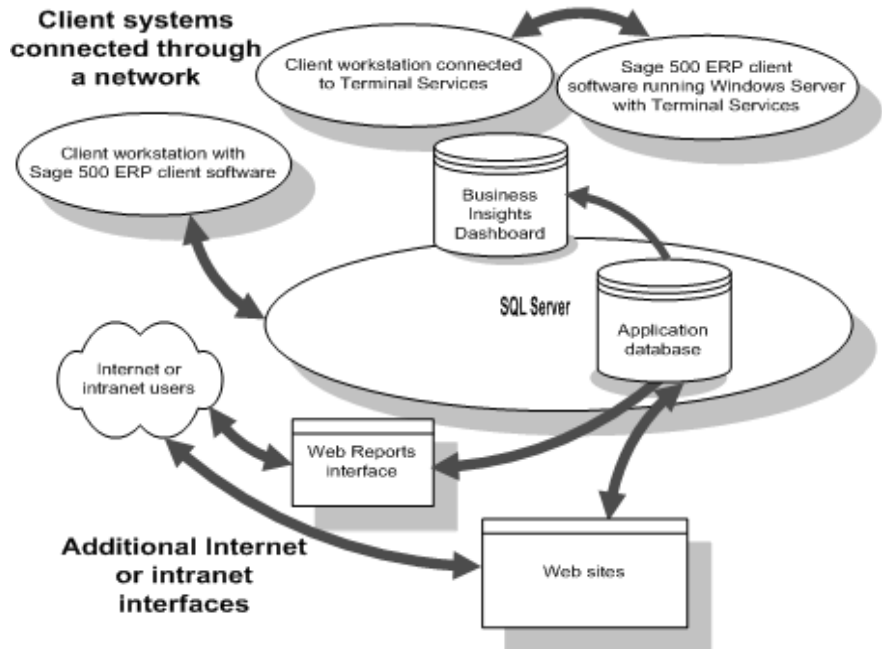 Client systems
connected through
a network
Client workstation connected
to Terminal Services
Sage 500 ERP client
software running Windows Server
with Terminal Services
Client workstation with
Sage 500 ERP client software
Business
Insights
Dashboard
SQL Server
Application
database
Internet or
intranet users
Web Reports
interface
Additional Internet
or intranet
interfaces
Web sites